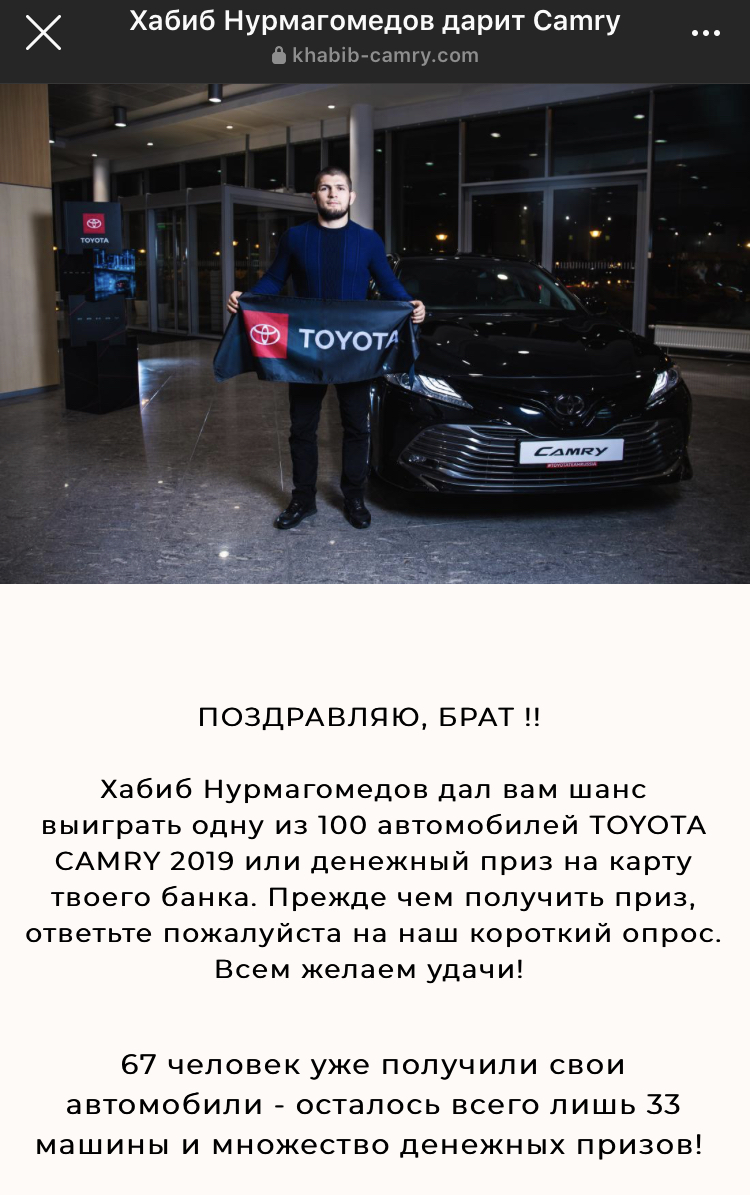 Хабиб Нурмагомедов дарит Camry
khabib-camry.com
TOYOTA
TOYOTA
CAMRY
ПОЗДРАВЛЯЮ, БРАТ !!
Хабиб Нурмагомедов дал вам шанс
выиграть одну из 100 автомобилей TOYOTA
CAMRY 2019 или денежный приз на карту
твоего банка. Прежде чем получить приз,
ответьте пожалуйста на наш короткий опрос.
Всем желаем удачи!
67 человек уже получили свои
автомобили - осталось всего лишь 33
машины и множество денежных призов!